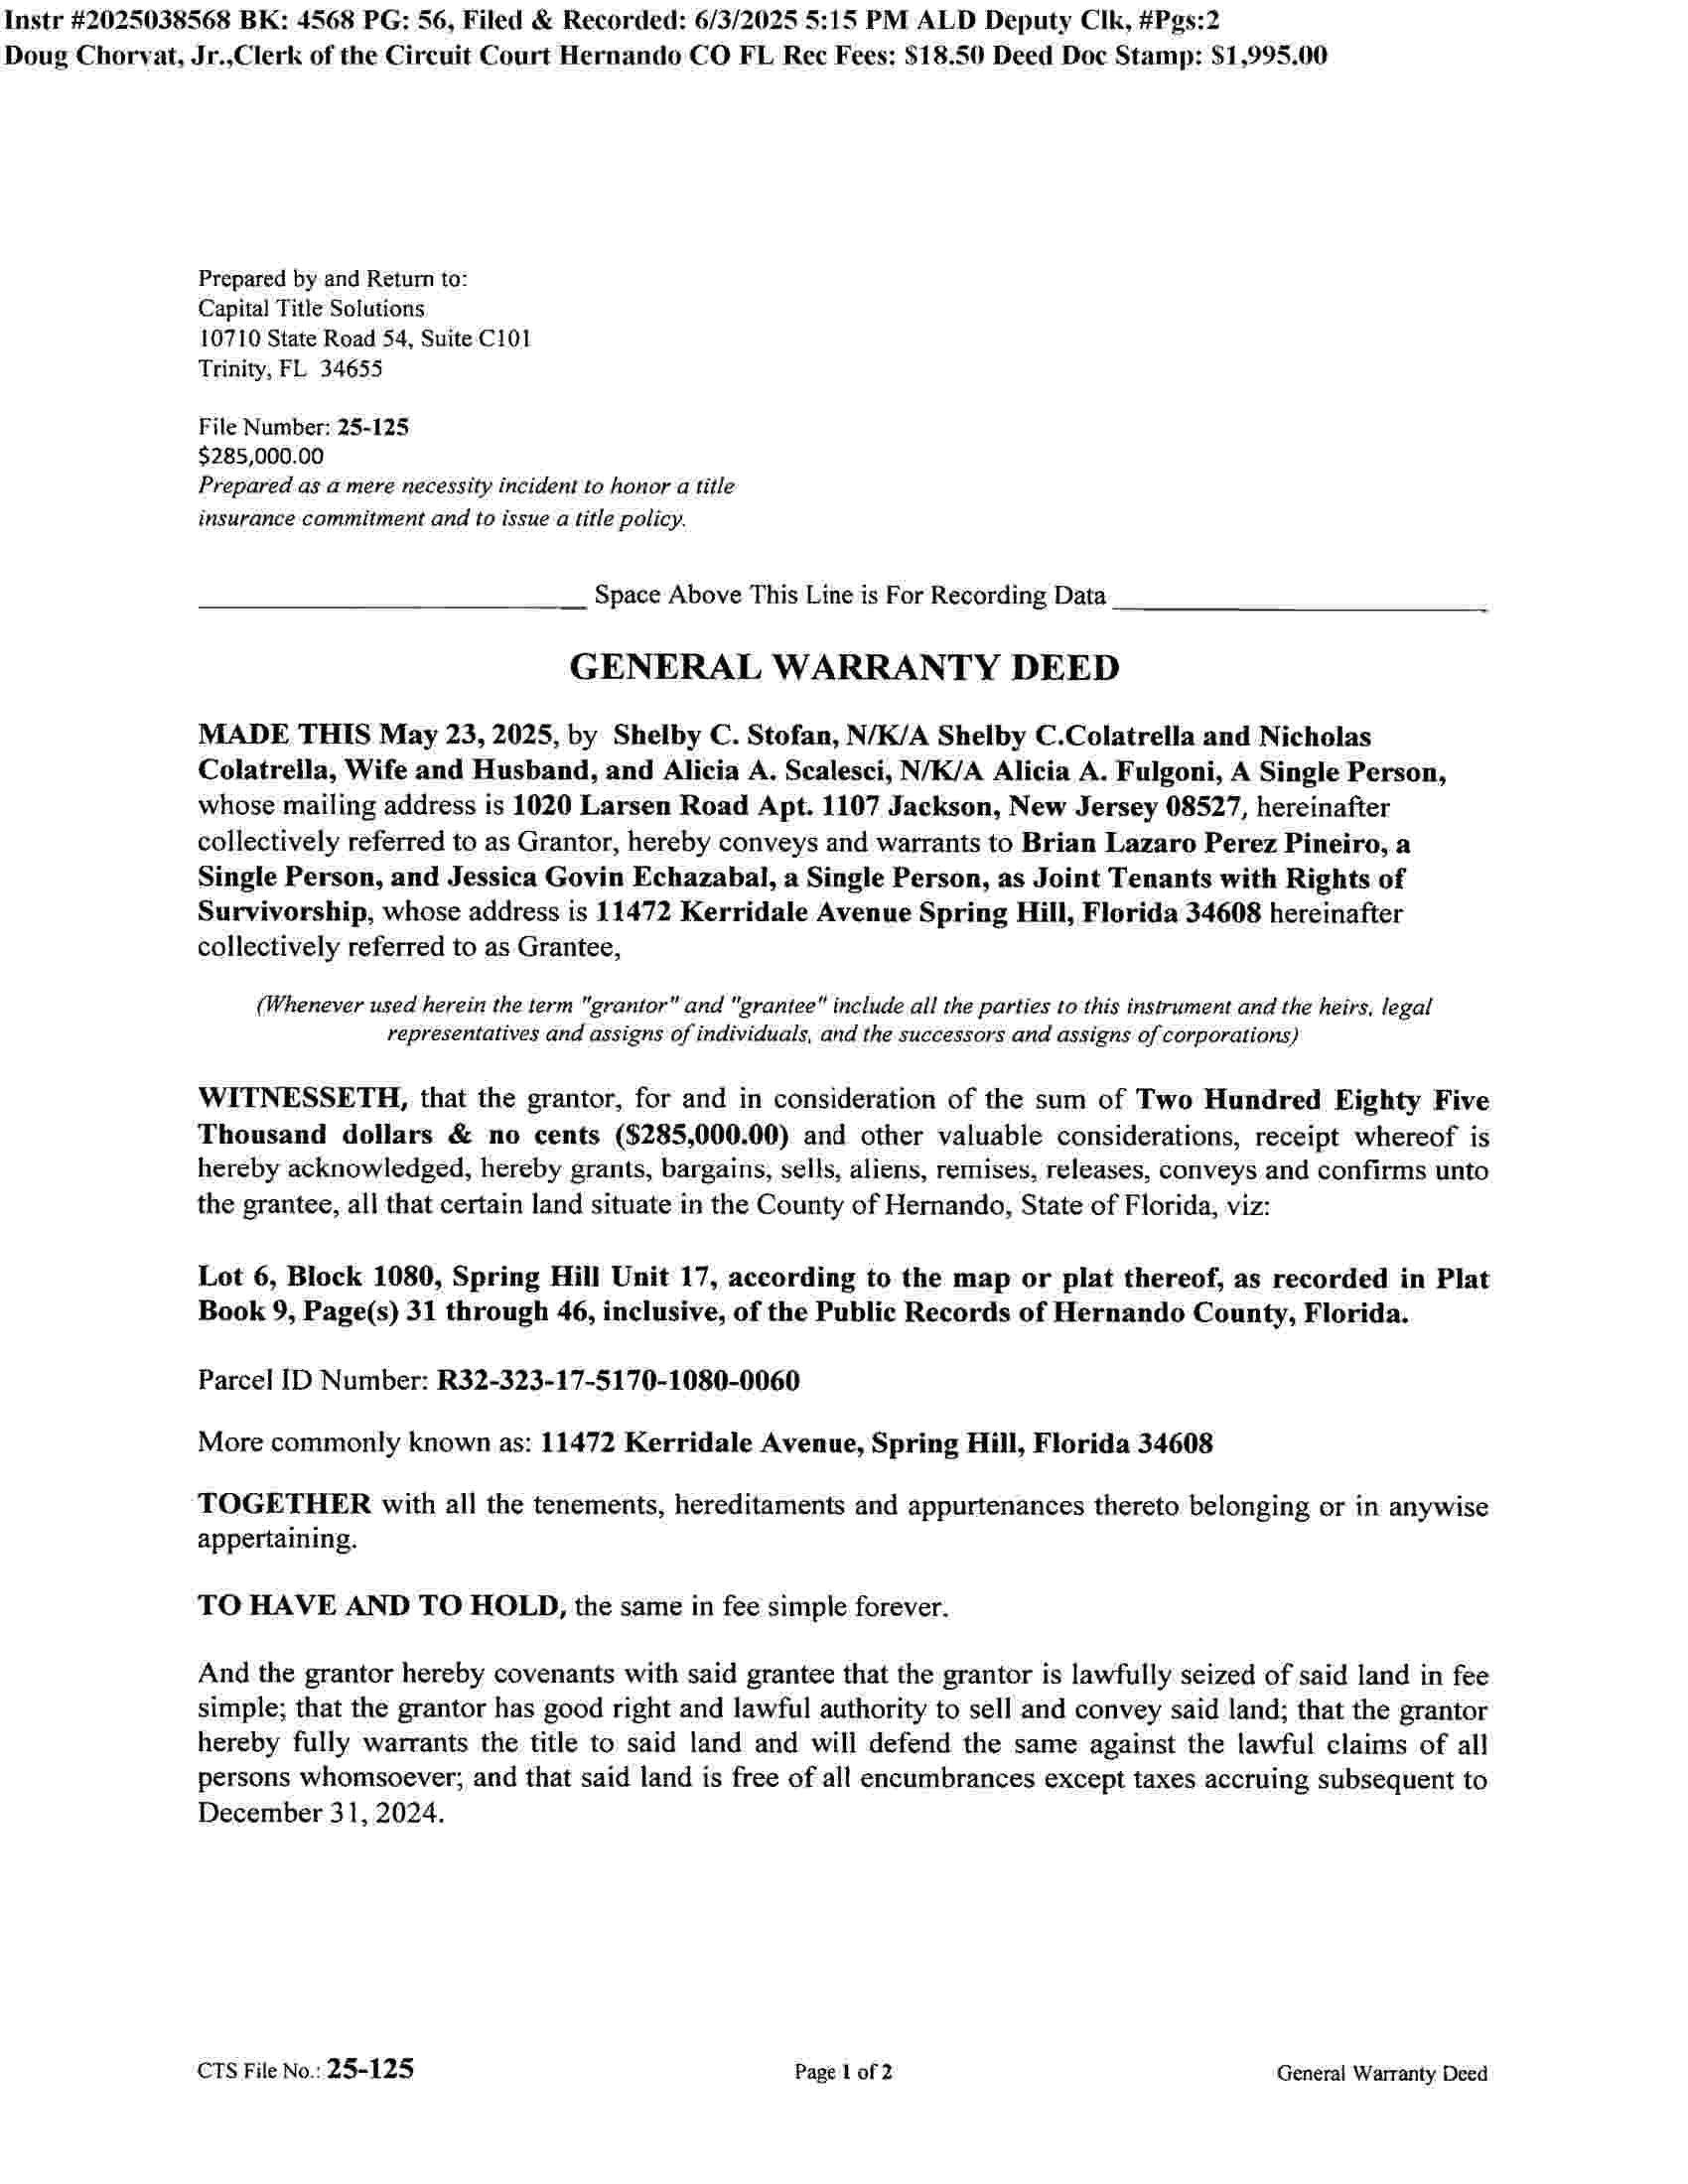 Instr #2025038568 BK: 4568 PG: 56, Filed & Recorded: 6/3/2025 5:15 PM ALD Deputy Clk, #Pgs:2
Doug Chorvat, Jr.,Clerk of the Circuit Court Hernando CO FL Rec Fees: $18.50 Deed Doc Stamp: $1,995.00
Prepared by and Return to:
Capital Title Solutions
10710 State Road 54, Suite C101
Trinity, FL 34655
File Number: 25-125
$285,000.00
Prepared as a mere necessity incident to honor a title
insurance commitment and to issue a title policy.
Space Above This Line is For Recording Data
GENERAL WARRANTY DEED
MADE THIS May 23, 2025, by Shelby C. Stofan, N/K/A Shelby C.Colatrella and Nicholas
Colatrella, Wife and Husband, and Alicia A. Scalesci, N/K/A Alicia A. Fulgoni, A Single Person,
whose mailing address is 1020 Larsen Road Apt. 1107 Jackson, New Jersey 08527, hereinafter
collectively referred to as Grantor, hereby conveys and warrants to Brian Lazaro Perez Pineiro, a
Single Person, and Jessica Govin Echazabal, a Single Person, as Joint Tenants with Rights of
Survivorship, whose address is 11472 Kerridale Avenue Spring Hill, Florida 34608 hereinafter
collectively referred to as Grantee,
(Whenever used herein the term "grantor" and "grantee" include all the parties to this instrument and the heirs, legal
representatives and assigns of individuals, and the successors and assigns of corporations)
WITNESSETH, that the grantor, for and in consideration of the sum of Two Hundred Eighty Five
Thousand dollars & no cents ($285,000.00) and other valuable considerations, receipt whereof is
hereby acknowledged, hereby grants, bargains, sells, aliens, remises, releases, conveys and confirms unto
the grantee, all that certain land situate in the County of Hernando, State of Florida, viz:
Lot 6, Block 1080, Spring Hill Unit 17, according to the map or plat thereof, as recorded in Plat
Book 9, Page(s) 31 through 46, inclusive, of the Public Records of Hernando County, Florida.
Parcel ID Number: R32-323-17-5170-1080-0060
More commonly known as: 11472 Kerridale Avenue, Spring Hill, Florida 34608
TOGETHER with all the tenements, hereditaments and appurtenances thereto belonging or in anywise
appertaining.
TO HAVE AND TO HOLD, the same in fee simple forever.
And the grantor hereby covenants with said grantee that the grantor is lawfully seized of said land in fee
simple; that the grantor has good right and lawful authority to sell and convey said land; that the grantor
hereby fully warrants the title to said land and will defend the same against the lawful claims of all
persons whomsoever; and that said land is free of all encumbrances except taxes accruing subsequent to
December 31, 2024.
CTS File No.: 25-125 Page 1 of 2 General Warranty Deed